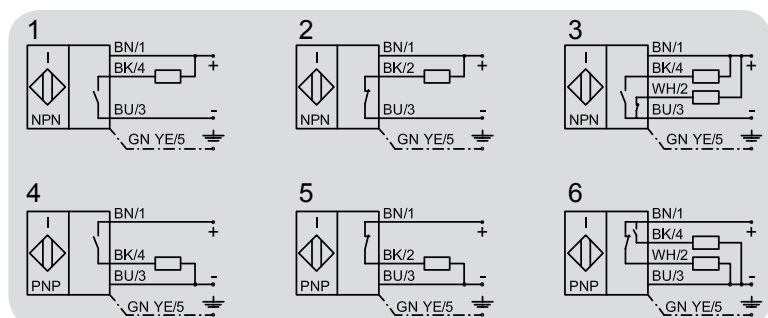 1
BN/1
I
BK/4
+
NPN
BU/3
-
GN YE/5
2
BN/1
I
BK/2
+
NPN
BU/3
-
GN YE/5
3
BN/1
I
BK/4
+
WH/2
NPN
BU/3
-
GN YE/5
4
BN/1
I
+
BK/4
PNP
BU/3
-
GN YE/5
5
BN/1
I
+
BK/2
PNP
BU/3
-
GN YE/5
6
BN/1
I
BK/4
+
WH/2
PNP
BU/3
-
GN YE/5